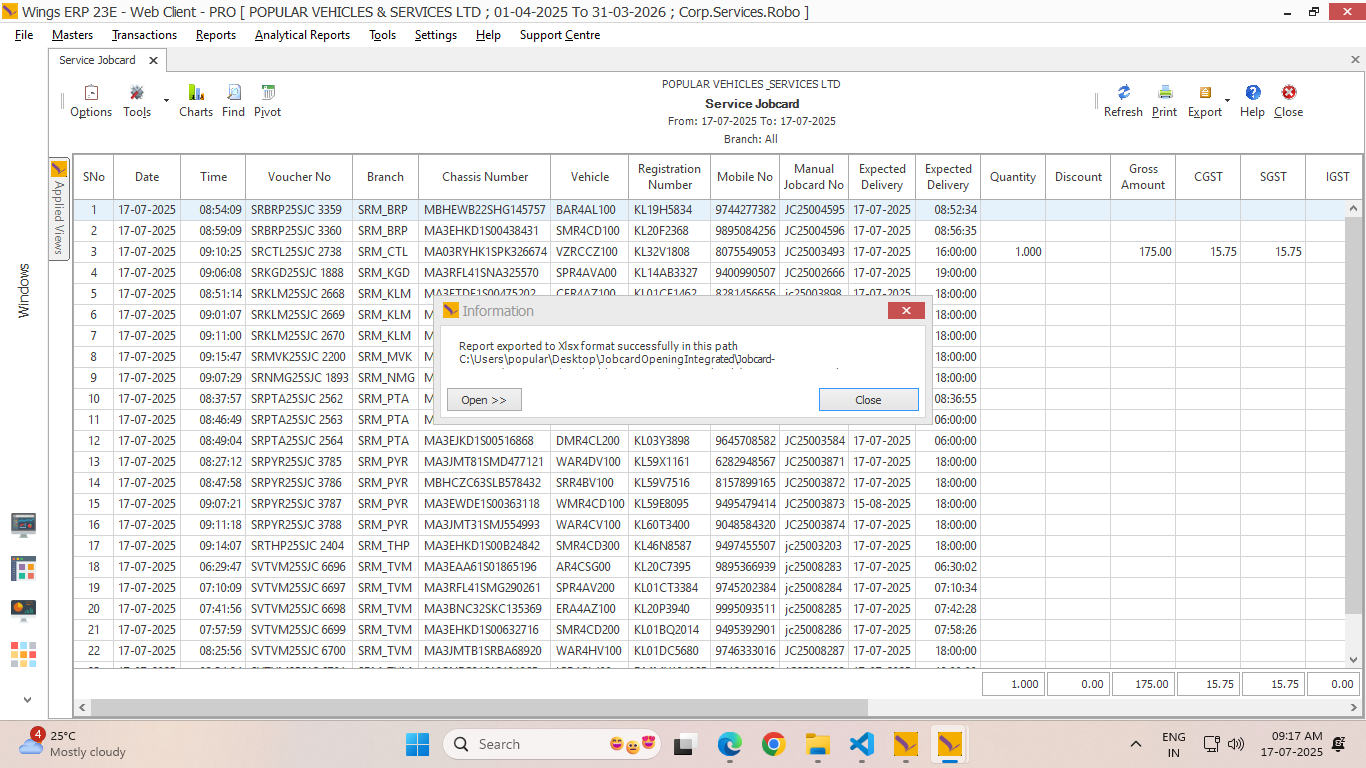 Wings ERP 23E - Web Client - PRO [ POPULAR VEHICLES & SERVICES LTD ; 01-04-2025 To 31-03-2026 ; Corp.Services.Robo ]
File Masters Transactions Reports Analytical Reports Tools Settings Help Support Centre
Service Jobcard
Options Tools Charts Find Pivot
POPULAR VEHICLES_SERVICES LTD
Service Jobcard
From: 17-07-2025 To: 17-07-2025
Branch: All
Refresh Print Export Help Close
Applied Views
Windows
SNo Date Time Voucher No Branch Chassis Number Vehicle Registration Number Mobile No Manual Jobcard No Expected Delivery Expected Delivery Quantity Discount Gross Amount CGST SGST IGST
1 17-07-2025 08:54:09 SRBRP25SJC 3359 SRM_BRP MBHEWB22SHG145757 BAR4AL100 KL19H5834 9744277382 JC25004595 17-07-2025 08:52:34
2 17-07-2025 08:59:09 SRBRP25SJC 3360 SRM_BRP MA3EHKD1S00438431 SMR4CD100 KL20F2368 9895084256 JC25004596 17-07-2025 08:56:35
3 17-07-2025 09:10:25 SRCTL25SJC 2738 SRM_CTL MA03RYHK1SPK326674 VZRCCZ100 KL32V1808 8075549053 JC25003493 17-07-2025 16:00:00 1.000 175.00 15.75 15.75
4 17-07-2025 09:06:08 SRKGD25SJC 1888 SRM_KGD MA3RFL41SNA325570 SPR4AVA00 KL14AB3327 9400990507 JC25002666 17-07-2025 19:00:00
5 17-07-2025 08:51:14 SRKLM25SJC 2668 SRM_KLM 18:00:00
6 17-07-2025 09:01:07 SRKLM25SJC 2669 SRM_KLM 18:00:00
7 17-07-2025 09:11:00 SRKLM25SJC 2670 SRM_KLM 18:00:00
8 17-07-2025 09:15:47 SRMVK25SJC 2200 SRM_MVK 18:00:00
9 17-07-2025 09:07:29 SRNMG25SJC 1893 SRM_NMG 18:00:00
10 17-07-2025 08:37:57 SRPTA25SJC 2562 SRM_PTA 08:36:55
11 17-07-2025 08:46:49 SRPTA25SJC 2563 SRM_PTA 06:00:00
Information
Report exported to Xlsx format successfully in this path
C:\Users\popular\Desktop\JobcardOpeningIntegrated\Jobcard-
Open >> Close
12 17-07-2025 08:49:04 SRPTA25SJC 2564 SRM_PTA MA3EJKD1S00516868 DMR4CL200 KL03Y3898 9645708582 JC25003584 17-07-2025 06:00:00
13 17-07-2025 08:27:12 SRPYR25SJC 3785 SRM_PYR MA3JMT81SMD477121 WAR4DV100 KL59X1161 6282948567 JC25003871 17-07-2025 18:00:00
14 17-07-2025 08:47:58 SRPYR25SJC 3786 SRM_PYR MBHCZC63SLB578432 SRR4BV100 KL59V7516 8157899165 JC25003872 17-07-2025 18:00:00
15 17-07-2025 09:07:21 SRPYR25SJC 3787 SRM_PYR MA3EWDE1S00363118 WMR4CD100 KL59E8095 9495479414 JC25003873 15-08-2025 18:00:00
16 17-07-2025 09:11:18 SRPYR25SJC 3788 SRM_PYR MA3JMT31SMJ554993 WAR4CV100 KL60T3400 9048584320 JC25003874 17-07-2025 18:00:00
17 17-07-2025 09:14:07 SRTHP25SJC 2404 SRM_THP MA3EHKD1S00B24842 SMR4CD300 KL46N8587 9497455507 jc25003203 17-07-2025 18:00:00
18 17-07-2025 06:29:47 SVTVM25SJC 6696 SRM_TVM MA3EAA61S01865196 AR4CSG00 KL20C7395 9895366939 jc25008283 17-07-2025 06:30:02
19 17-07-2025 07:10:09 SVTVM25SJC 6697 SRM_TVM MA3RFL41SMG290261 SPR4AV200 KL01CT3384 9745202384 jc25008284 17-07-2025 07:10:34
20 17-07-2025 07:41:56 SVTVM25SJC 6698 SRM_TVM MA3BNC32SKC135369 ERA4AZ100 KL20P3940 9995093511 jc25008285 17-07-2025 07:42:28
21 17-07-2025 07:57:59 SVTVM25SJC 6699 SRM_TVM MA3EHKD1S00632716 SMR4CD200 KL01BQ2014 9495392901 jc25008286 17-07-2025 07:58:26
22 17-07-2025 08:25:56 SVTVM25SJC 6700 SRM_TVM MA3JMTB1SRBA68920 WAR4HV100 KL01DC5680 9746333016 JC25008287 17-07-2025 18:00:00
1.000 0.00 175.00 15.75 15.75 0.00
4 25°C
Mostly cloudy
Search
ENG
IN
09:17 AM
17-07-2025